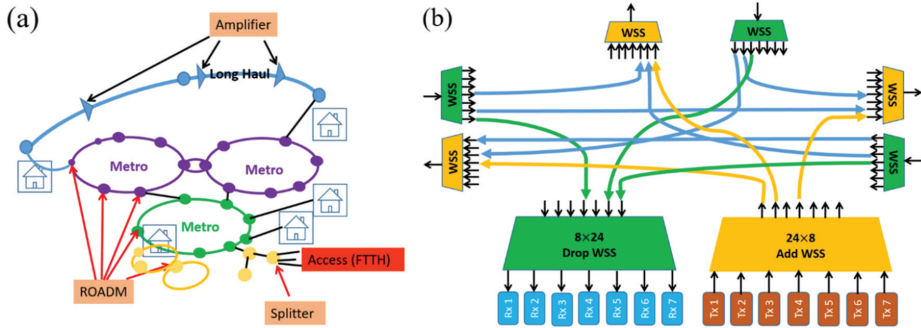 (a)
Amplifier
Long Haul
Metro
Metro
Metro
Access (FTTH)
ROADM
Splitter
(b)
WSS
WSS
WSS
WSS
WSS
WSS
8×24
Drop WSS
24×8
Add WSS
Rx 1
Rx 2
Rx 3
Rx 4
Rx 5
Rx 6
Rx 7
Tx 1
Tx 2
Tx 3
Tx 4
Tx 5
Tx 6
Tx 7